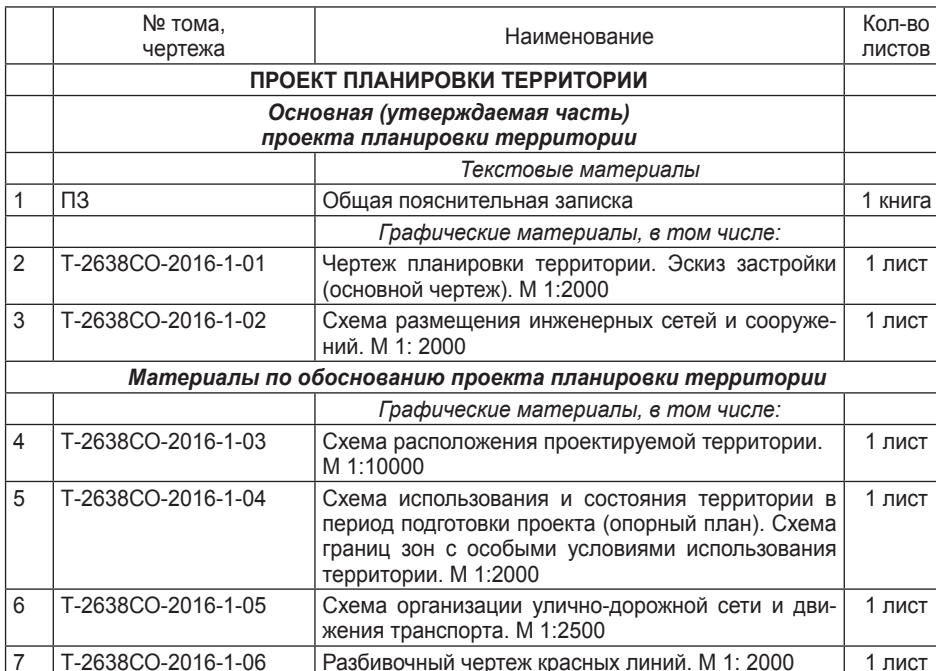 № тома,
чертежа
Наименование
Кол-во
листов
ПРОЕКТ ПЛАНИРОВКИ ТЕРРИТОРИИ
Основная (утверждаемая часть)
проекта планировки территории
Текстовые материалы
1 ПЗ Общая пояснительная записка 1 книга
Графические материалы, в том числе:
2 Т-2638СО-2016-1-01 Чертеж планировки территории. Эскиз застройки 1 лист
(основной чертеж). М 1:2000
3 Т-2638СО-2016-1-02 Схема размещения инженерных сетей и сооруже- 1 лист
ний. М 1: 2000
Материалы по обоснованию проекта планировки территории
Графические материалы, в том числе:
4 Т-2638СО-2016-1-03 Схема расположения проектируемой территории. 1 лист
М 1:10000
5 Т-2638СО-2016-1-04 Схема использования и состояния территории в 1 лист
период подготовки проекта (опорный план). Схема
границ зон с особыми условиями использования
территории. М 1:2000
6 Т-2638СО-2016-1-05 Схема организации улично-дорожной сети и дви- 1 лист
жения транспорта. М 1:2500
7 Т-2638СО-2016-1-06 Разбивочный чертеж красных линий. М 1: 2000 1 лист